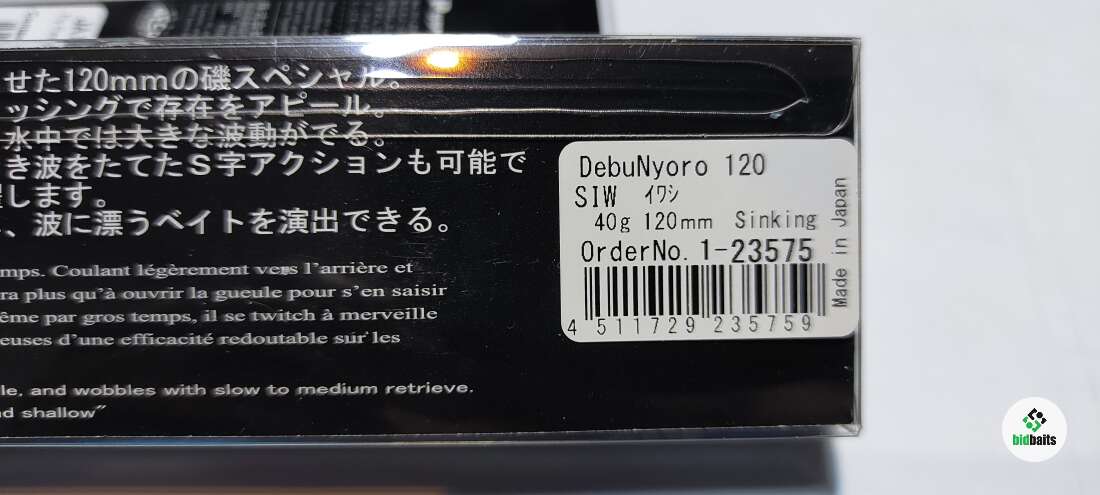 せた120mmの磯スペシャル。
ッシングで存在をアピール。
水中では大きな波動がでる。
き波をたてたS字アクションも可能で
します。
、波に漂うベイトを演出できる。
mps. Coulant légèrement vers l'arrière et
ra plus qu'à ouvrir la gueule pour s'en saisir
ême par gros temps, il se twitch à merveille
euses d'une efficacité redoutable sur les
le, and wobbles with slow to medium retrieve.
nd shallow"
DebuNyoro 120
SIW ｲﾜｼ
40g 120mm Sinking
OrderNo. 1-23575
4 511729 235759
Made in Japan
bidbaits